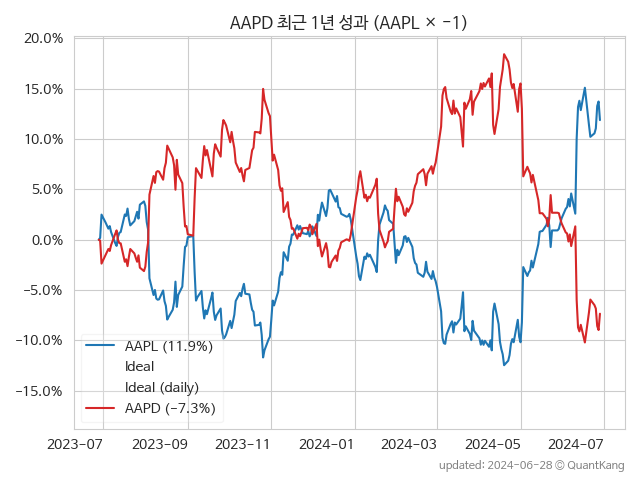 AAPD 최근 1년 성과 (AAPL × −1)
20.0%
15.0%
10.0%
5.0%
0.0%
−5.0%
−10.0%
−15.0%
AAPL (11.9%)
Ideal
Ideal (daily)
AAPD (−7.3%)
2023-07 2023-09 2023-11 2024-01 2024-03 2024-05 2024-07
updated: 2024-06-28 © QuantKang